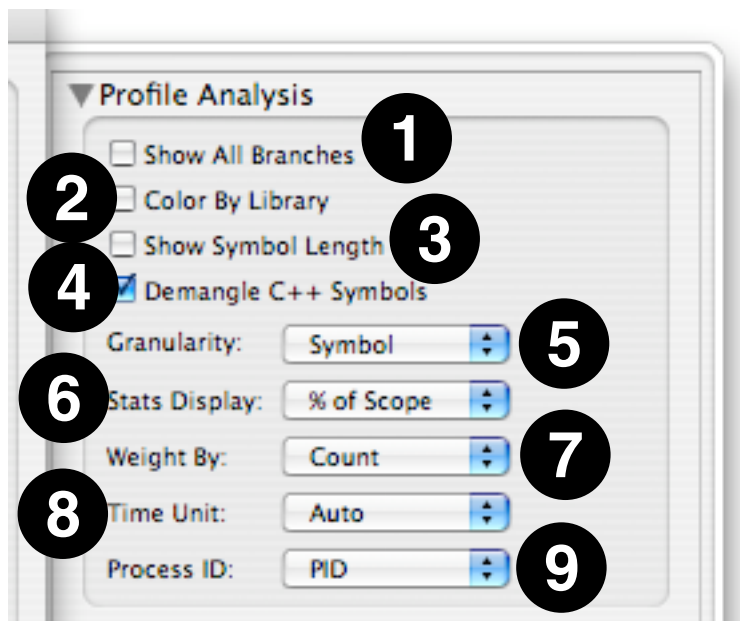 Profile Analysis
1
Show All Branches
2
Color By Library
Show Symbol Length
3
4
Demangle C++ Symbols
Granularity: Symbol
5
6
Stats Display: % of Scope
Weight By: Count
7
8
Time Unit: Auto
Process ID: PID
9